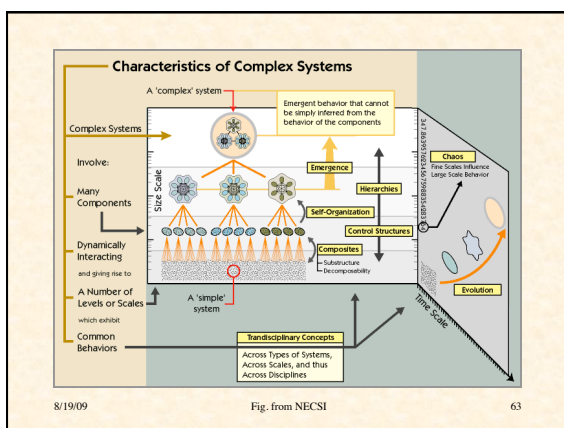 Characteristics of Complex Systems
A 'complex' system
Emergent behavior that cannot
be simply inferred from the
behavior of the components
Complex Systems
Involve:
Many
Components
Dynamically
Interacting
and giving rise to
A Number of
Levels or Scales
which exhibit
Common
Behaviors
Size Scale
Emergence
Hierarchies
Self-Organization
Control Structures
Composites
Substructure
Decomposability
A 'simple'
system
Chaos
Fine Scales Influence
Large Scale Behavior
Evolution
Time Scale
Trandisciplinary Concepts
Across Types of Systems,
Across Scales, and thus
Across Disciplines
8/19/09
Fig. from NECSI
63